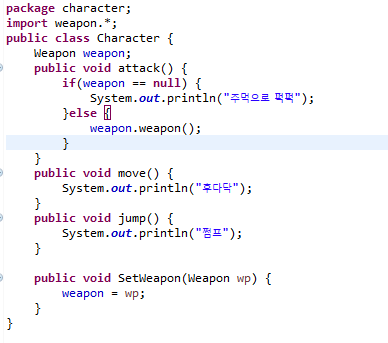 package character;
import weapon.*;
public class Character {
    Weapon weapon;
    public void attack() {
        if(weapon == null) {
            System.out.println("주먹으로 퍽퍽");
        }else {
            weapon.weapon();
        }
    }
    public void move() {
        System.out.println("후다닥");
    }
    public void jump() {
        System.out.println("쩜프");
    }

    public void SetWeapon(Weapon wp) {
        weapon = wp;
    }
}